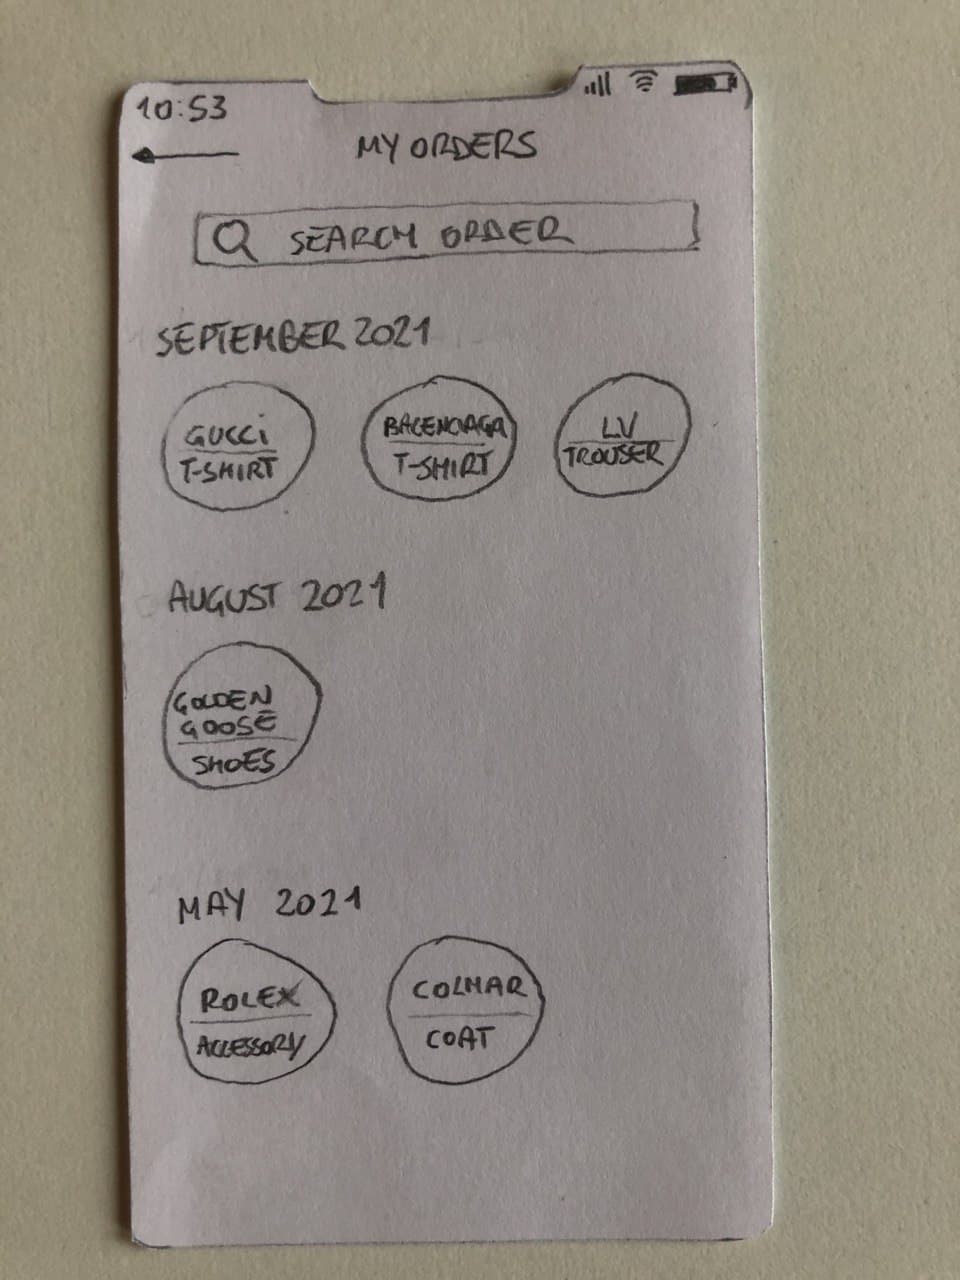 10:53
MY ORDERS
SEARCH ORDER
SEPTEMBER 2021
GUCCi
T-SHIRT
BALENCIAGA
T-SHIRT
LV
TROUSER
AUGUST 2021
GOLDEN
GOOSE
SHOES
MAY 2021
ROLEX
ACCESSORY
COLMAR
COAT